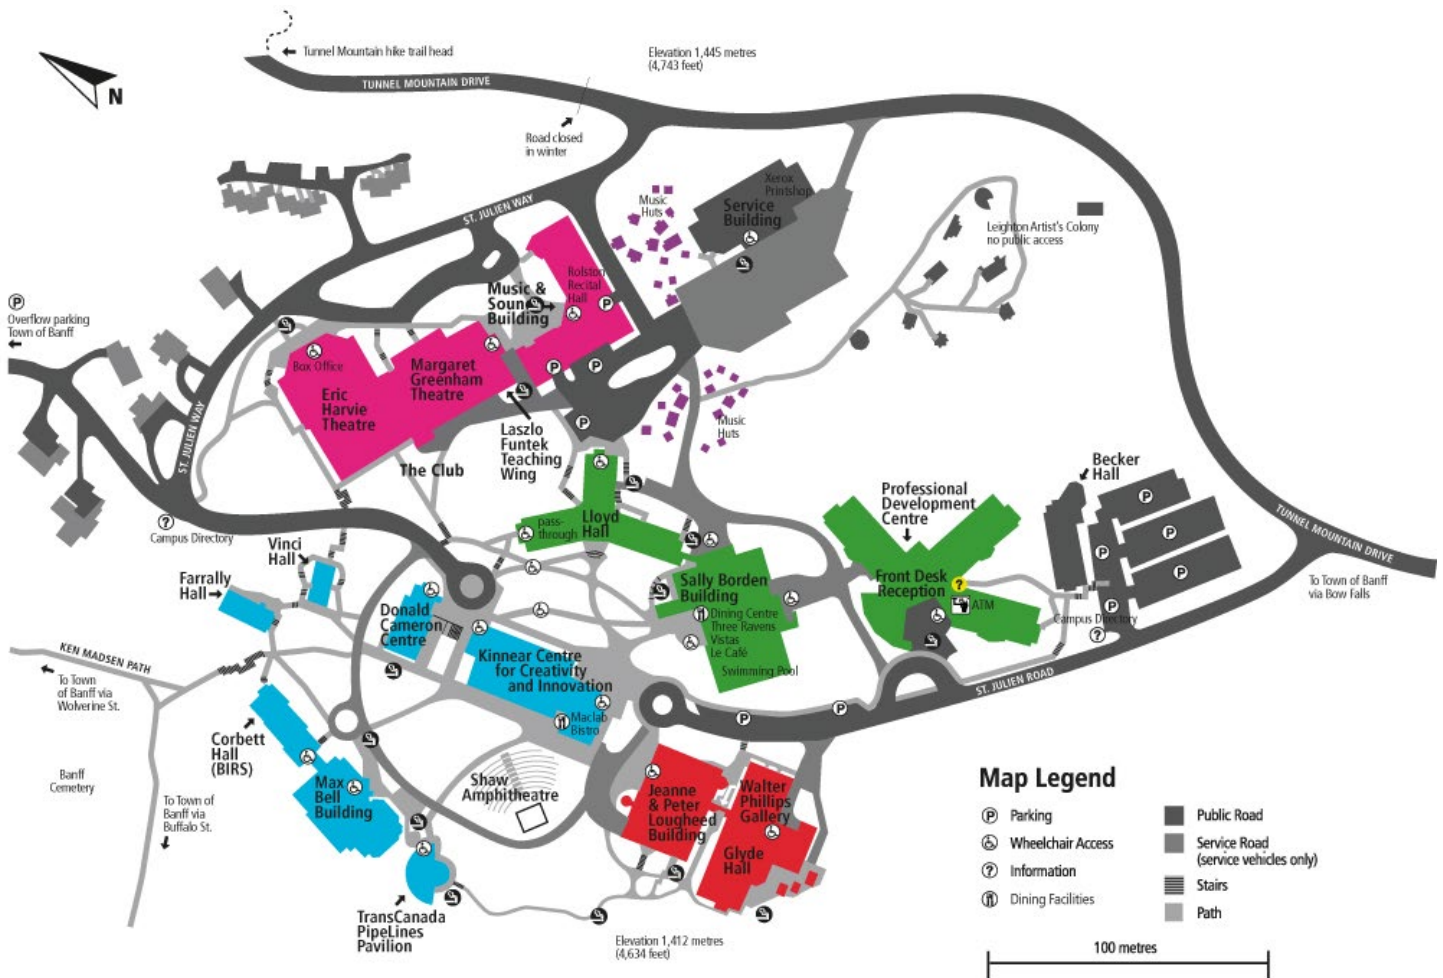 Tunnel Mountain hike trail head
Elevation 1,445 metres
(4,743 feet)
N
TUNNEL MOUNTAIN DRIVE
Road closed
in winter
ST. JULIEN WAY
Music
Huts
Xerox
Printshop
Service
Building
Leighton Artist's Colony
no public access
P
Overflow parking
Town of Banff
Music &
Sound
Building
Rolston
Recital
Hall
P
Box Office
Eric
Harvie
Theatre
Margaret
Greenham
Theatre
P
P
P
Laszlo
Funtek
Teaching
Wing
The Club
ST. JULIEN WAY
Music
Huts
Becker
Hall
P
P
P
P
P
TUNNEL MOUNTAIN DRIVE
To Town of Banff
via Bow Falls
Professional
Development
Centre
?
Campus Directory
Vinci
Hall
Farrally
Hall
pass-
through
Lloyd
Hall
Sally Borden
Building
Dining Centre
Three Ravens
Vistas
Le Café
Swimming Pool
Front Desk
Reception
?
ATM
Campus Directory
?
Donald
Cameron
Centre
Kinnear Centre
for Creativity
and Innovation
Maclab
Bistro
KEN MADSEN PATH
To Town
of Banff via
Wolverine St.
ST. JULIEN ROAD
P
P
Corbett
Hall
(BIRS)
Banff
Cemetery
To Town of
Banff via
Buffalo St.
Max
Bell
Building
Shaw
Amphitheatre
Jeanne
& Peter
Lougheed
Building
Walter
Phillips
Gallery
Glyde
Hall
TransCanada
PipeLines
Pavilion
Elevation 1,412 metres
(4,634 feet)
Map Legend
P Parking
Wheelchair Access
? Information
Dining Facilities
Public Road
Service Road
(service vehicles only)
Stairs
Path
100 metres